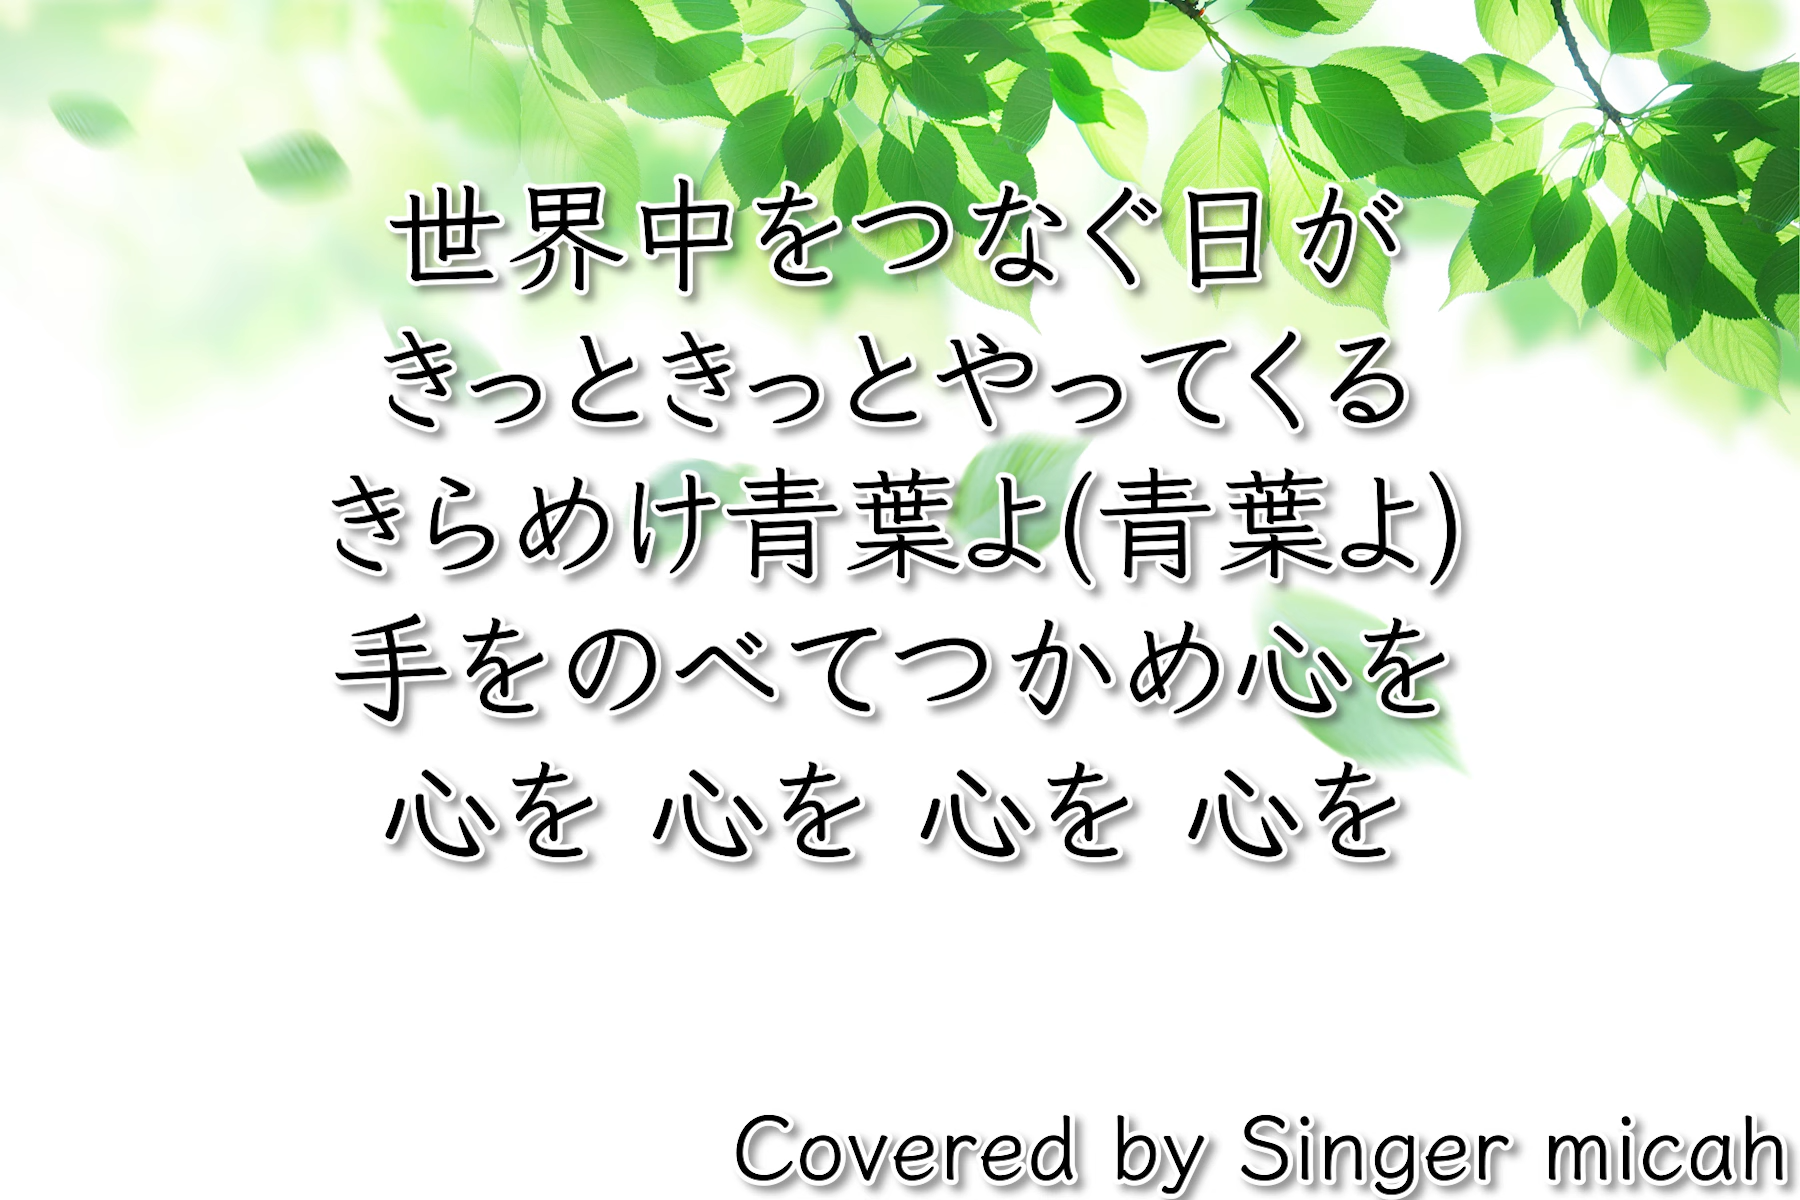 世界中をつなぐ日が
きっときっとやってくる
きらめけ青葉よ(青葉よ)
手をのべてつかめ心を
心を 心を 心を 心を
Covered by Singer micah